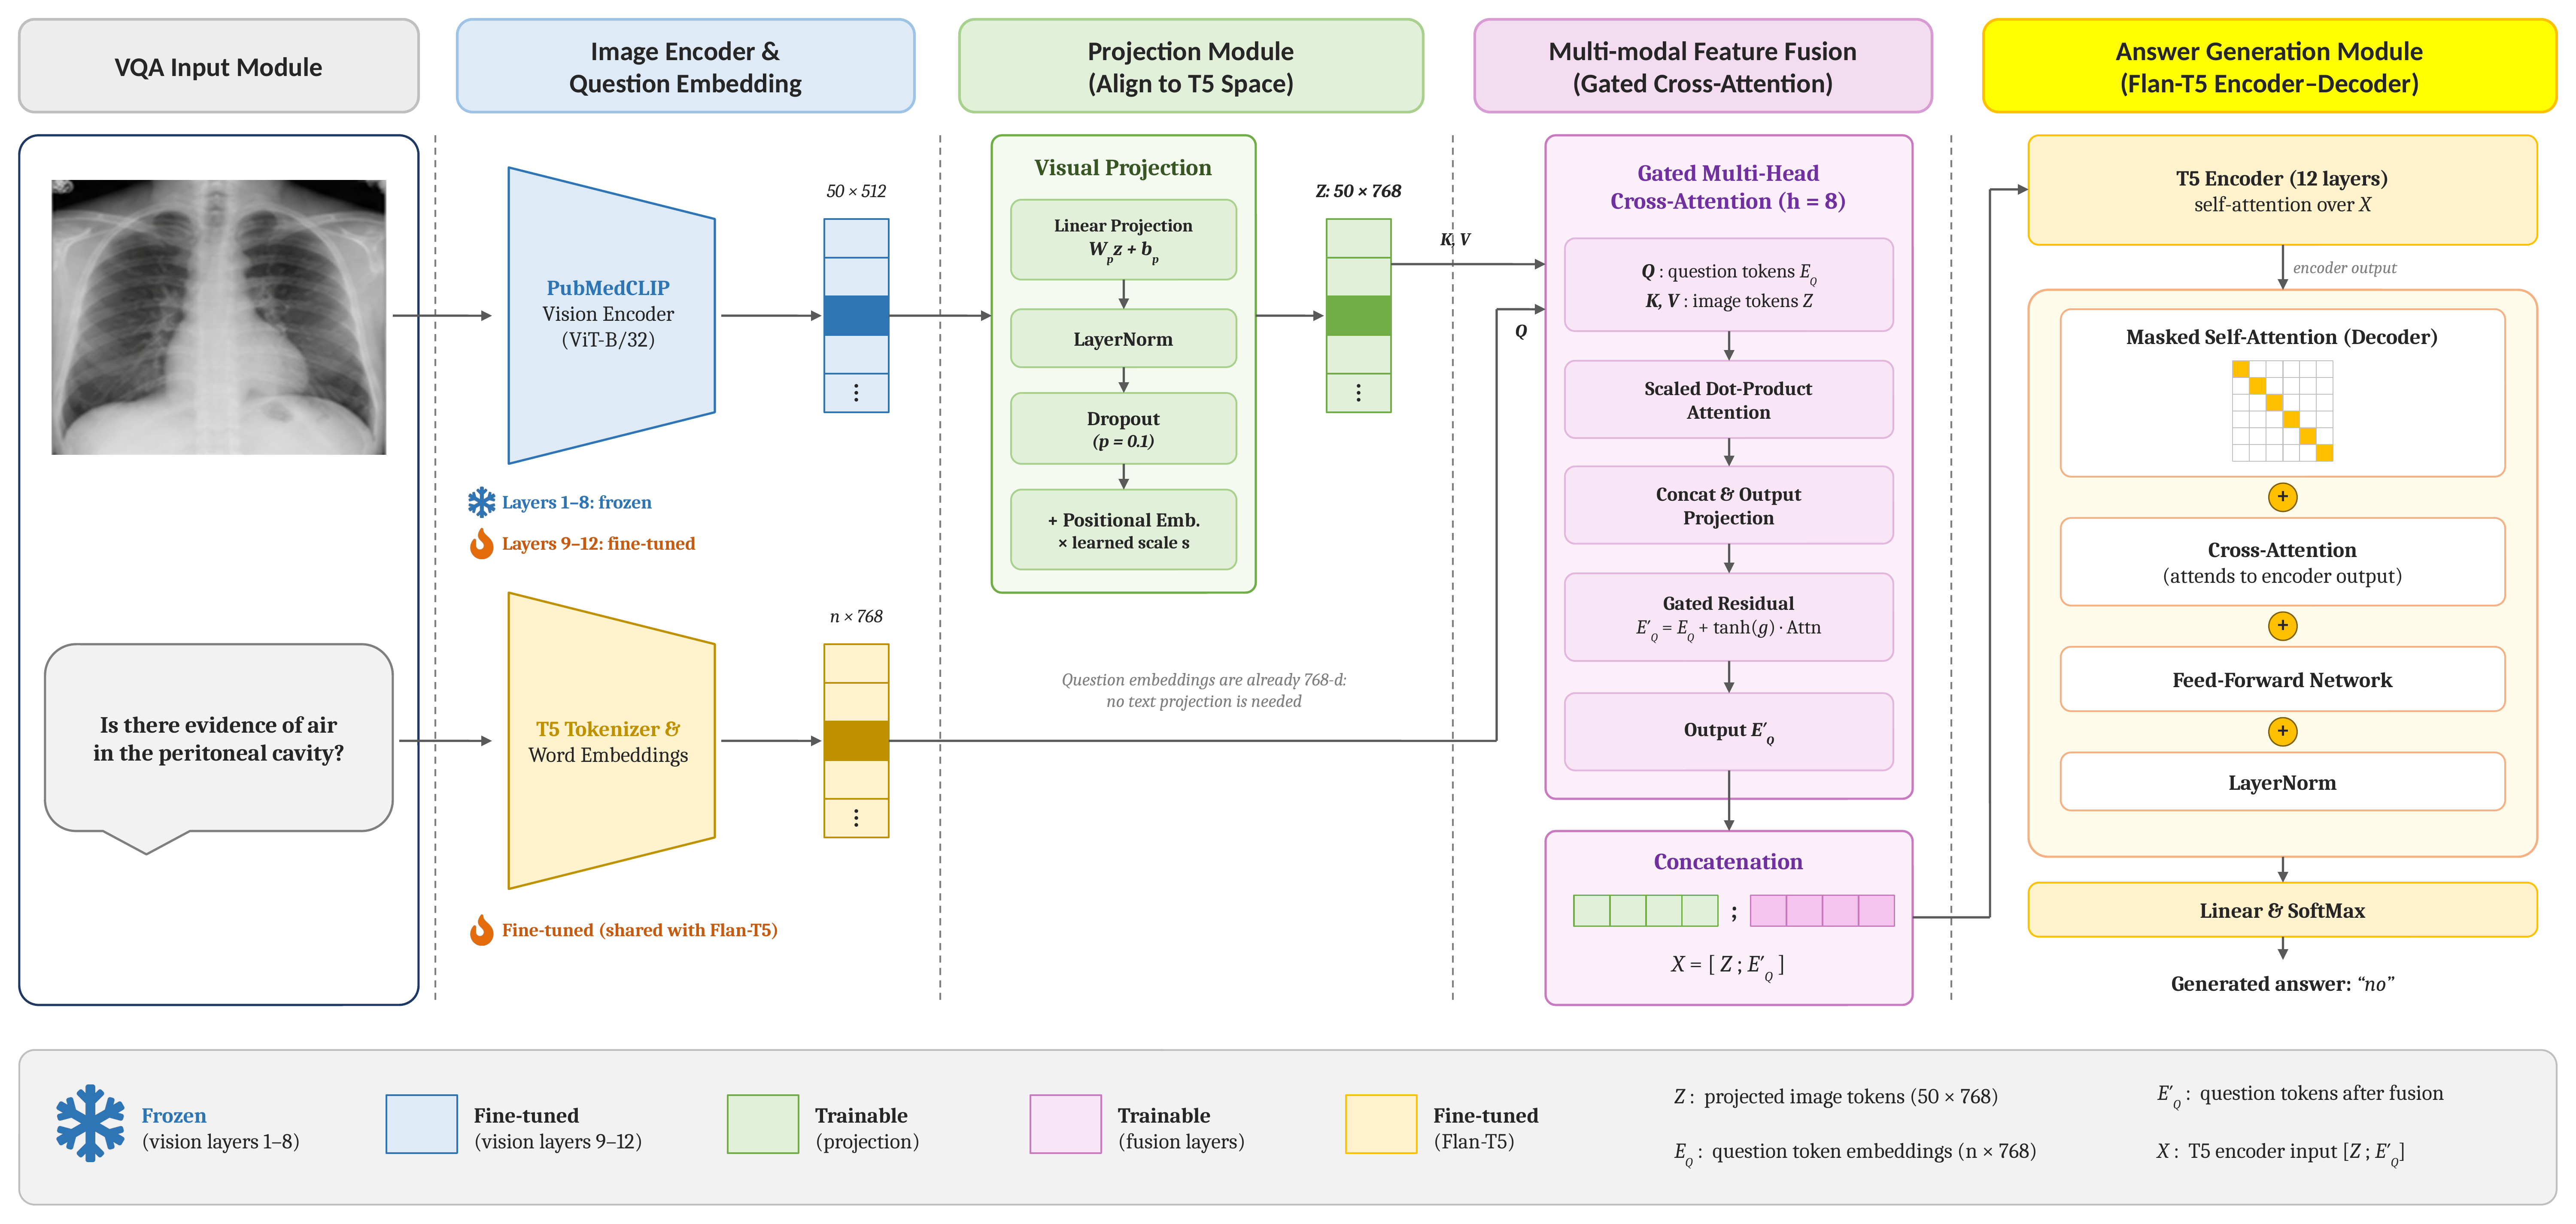 VQA Input Module
Image Encoder &
Question Embedding
Projection Module
(Align to T5 Space)
Multi-modal Feature Fusion
(Gated Cross-Attention)
Answer Generation Module
(Flan-T5 Encoder–Decoder)
Is there evidence of air
in the peritoneal cavity?
PubMedCLIP
Vision Encoder
(ViT-B/32)
50 × 512
Layers 1–8: frozen
Layers 9–12: fine-tuned
T5 Tokenizer &
Word Embeddings
n × 768
Fine-tuned (shared with Flan-T5)
Visual Projection
Linear Projection
W_p z + b_p
LayerNorm
Dropout
(p = 0.1)
+ Positional Emb.
× learned scale s
Z: 50 × 768
Question embeddings are already 768-d:
no text projection is needed
K, V
Q
Gated Multi-Head
Cross-Attention (h = 8)
Q : question tokens E_Q
K, V : image tokens Z
Scaled Dot-Product
Attention
Concat & Output
Projection
Gated Residual
E′_Q = E_Q + tanh(g) · Attn
Output E′_Q
Concatenation
;
X = [ Z ; E′_Q ]
T5 Encoder (12 layers)
self-attention over X
encoder output
Masked Self-Attention (Decoder)
+
Cross-Attention
(attends to encoder output)
+
Feed-Forward Network
+
LayerNorm
Linear & SoftMax
Generated answer: “no”
Frozen
(vision layers 1–8)
Fine-tuned
(vision layers 9–12)
Trainable
(projection)
Trainable
(fusion layers)
Fine-tuned
(Flan-T5)
Z : projected image tokens (50 × 768)
E_Q : question token embeddings (n × 768)
E′_Q : question tokens after fusion
X : T5 encoder input [Z ; E′_Q]